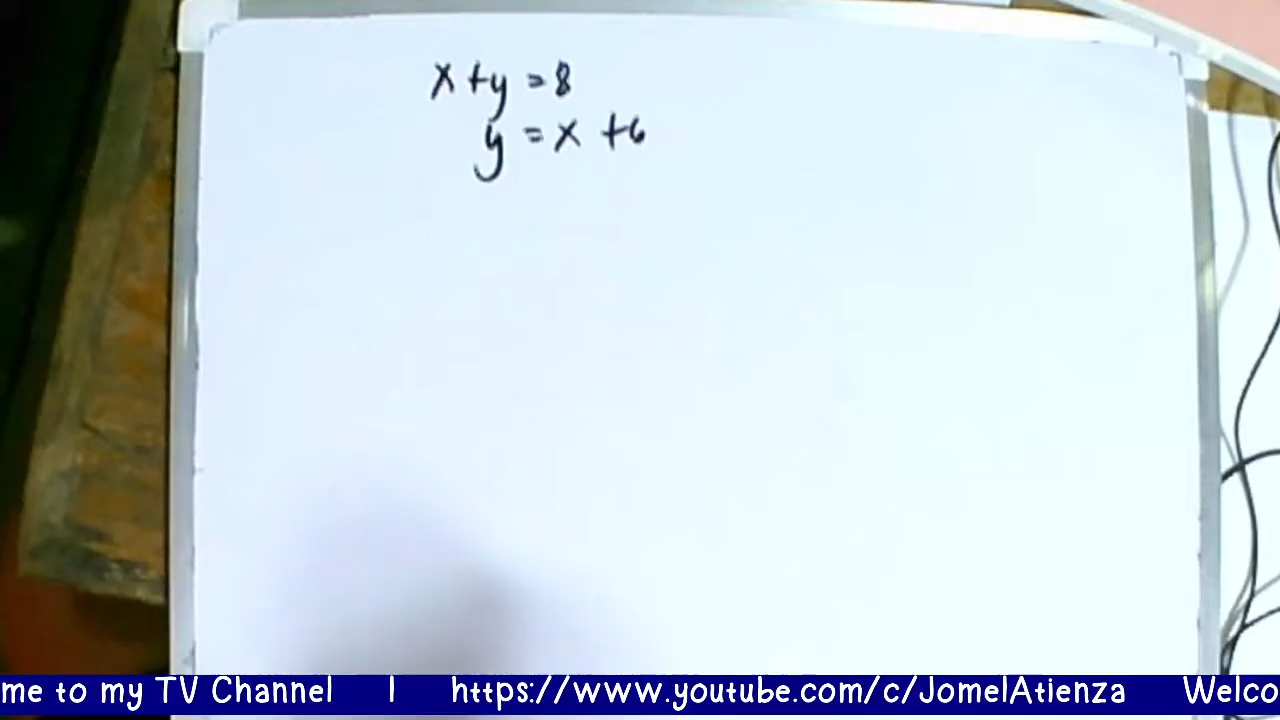 x + y = 8
y = x + 6
me to my TV Channel | https://www.youtube.com/c/JomelAtienza Welco